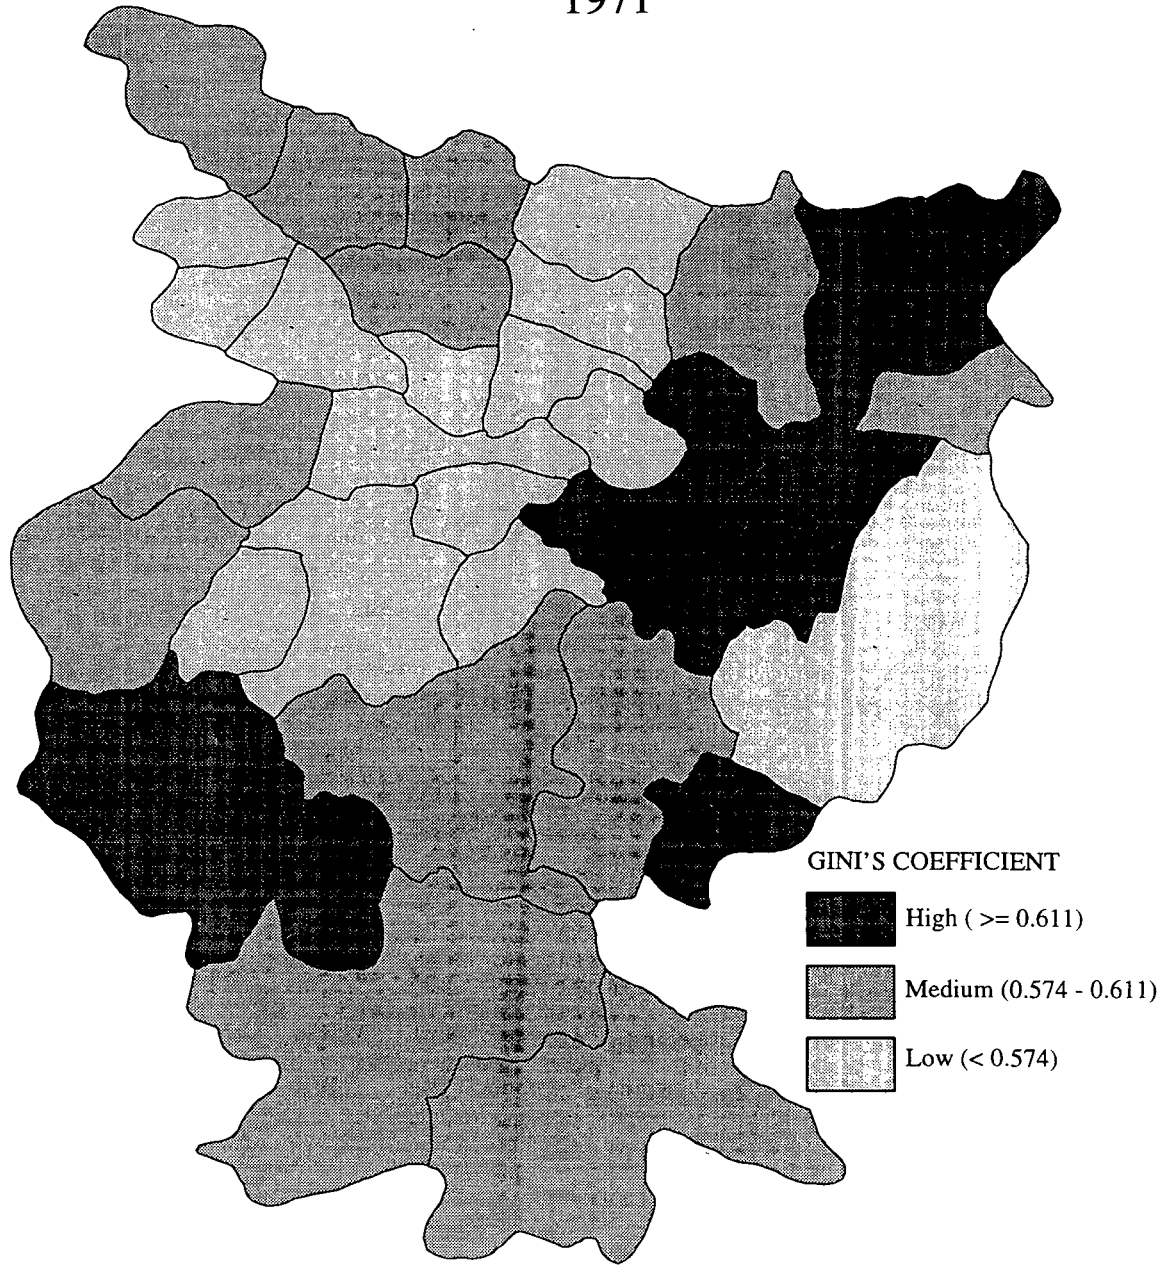 1971
GINI'S COEFFICIENT
High ( >= 0.611)
Medium (0.574 - 0.611)
Low (< 0.574)